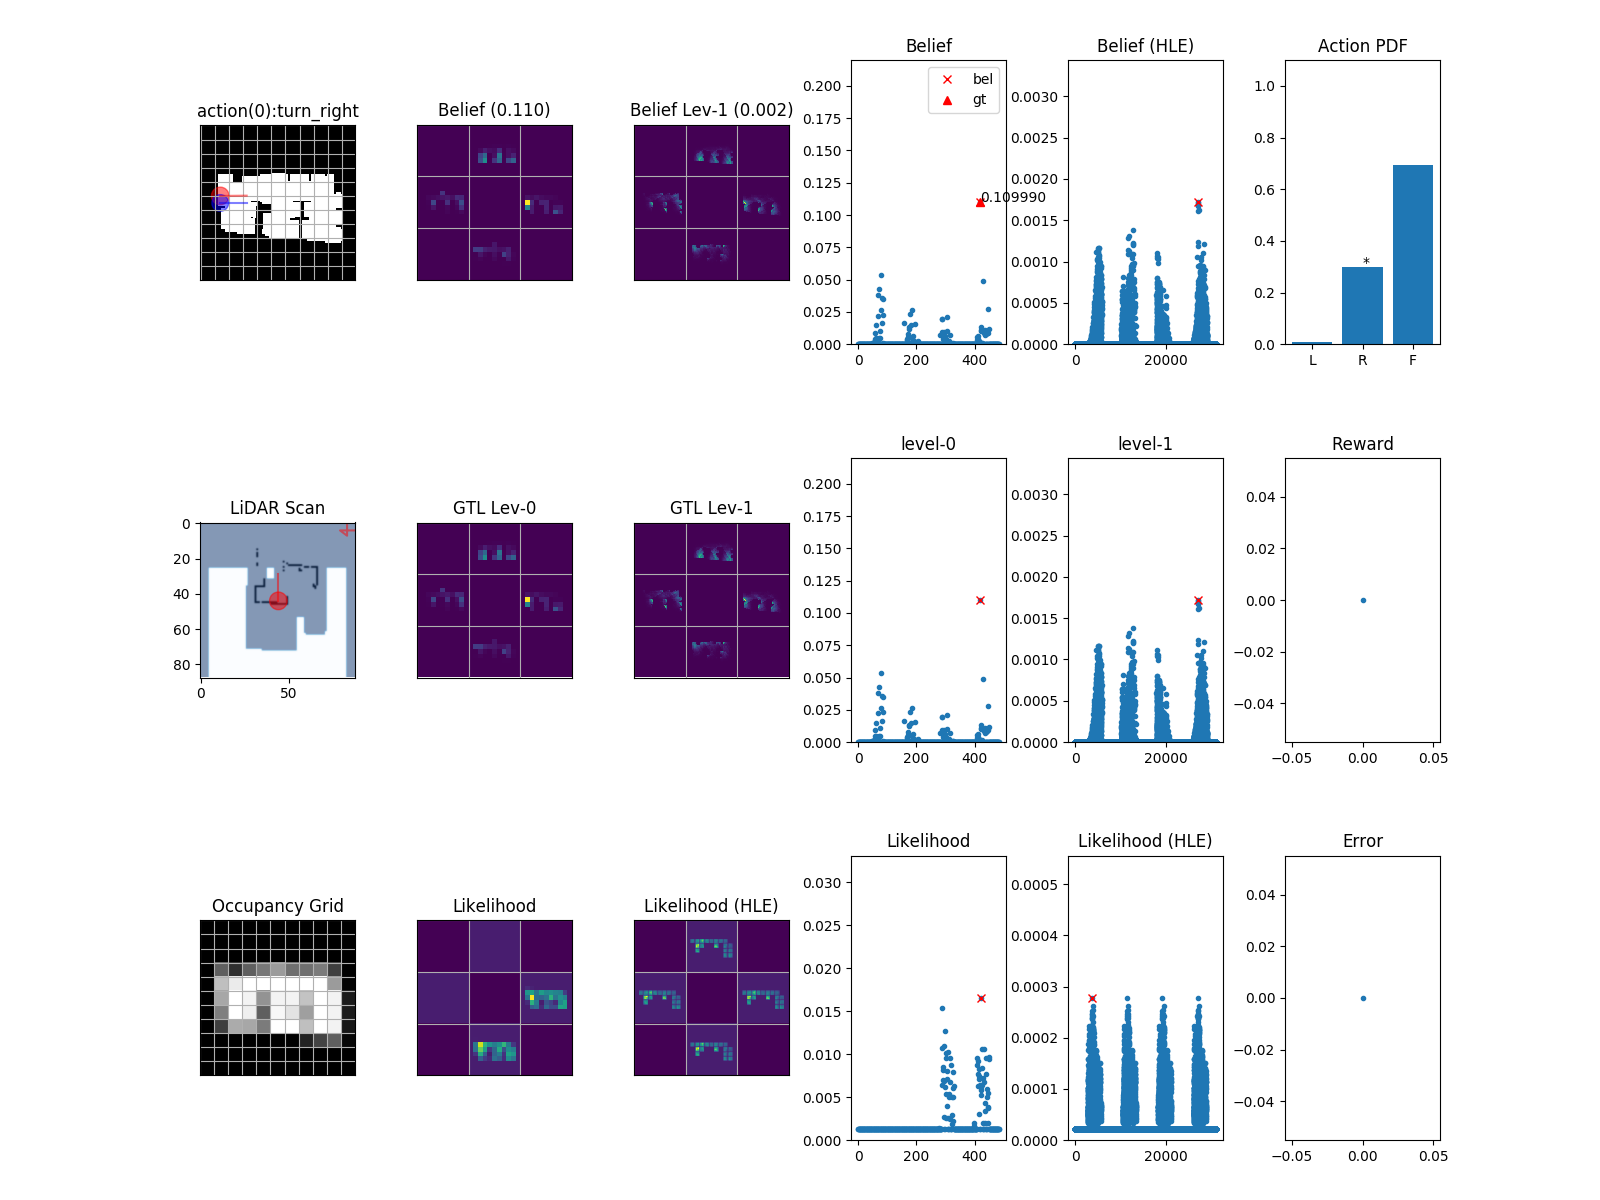 Belief
Belief (HLE)
Action PDF
action(0):turn_right
Belief (0.110)
Belief Lev-1 (0.002)
0.200
0.175
0.150
0.125
0.100
0.075
0.050
0.025
0.000
0 200 400
bel
gt
0.109990
0.0030
0.0025
0.0020
0.0015
0.0010
0.0005
0.0000
0 20000
1.0
0.8
0.6
0.4
0.2
0.0
*
L R F
level-0
level-1
Reward
LiDAR Scan
GTL Lev-0
GTL Lev-1
0
20
40
60
80
0 50
0.200
0.175
0.150
0.125
0.100
0.075
0.050
0.025
0.000
0 200 400
0.0030
0.0025
0.0020
0.0015
0.0010
0.0005
0.0000
0 20000
0.04
0.02
0.00
−0.02
−0.04
−0.05 0.00 0.05
Likelihood
Likelihood (HLE)
Error
Occupancy Grid
Likelihood
Likelihood (HLE)
0.030
0.025
0.020
0.015
0.010
0.005
0.000
0 200 400
0.0005
0.0004
0.0003
0.0002
0.0001
0.0000
0 20000
0.04
0.02
0.00
−0.02
−0.04
−0.05 0.00 0.05